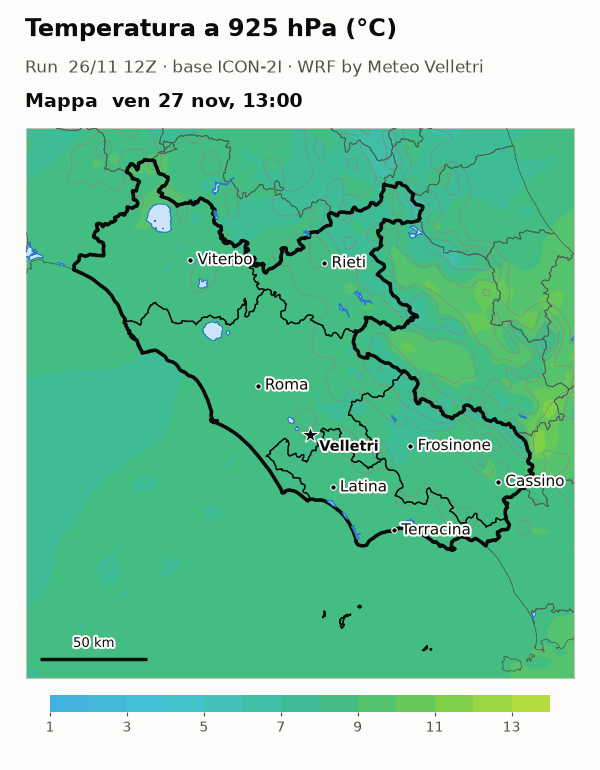 Temperatura a 925 hPa (°C)
Run  26/11 12Z · base ICON-2I · WRF by Meteo Velletri
Mappa  ven 27 nov, 13:00
Viterbo
Rieti
Roma
Velletri
Frosinone
Latina
Cassino
Terracina
50 km
1 3 5 7 9 11 13